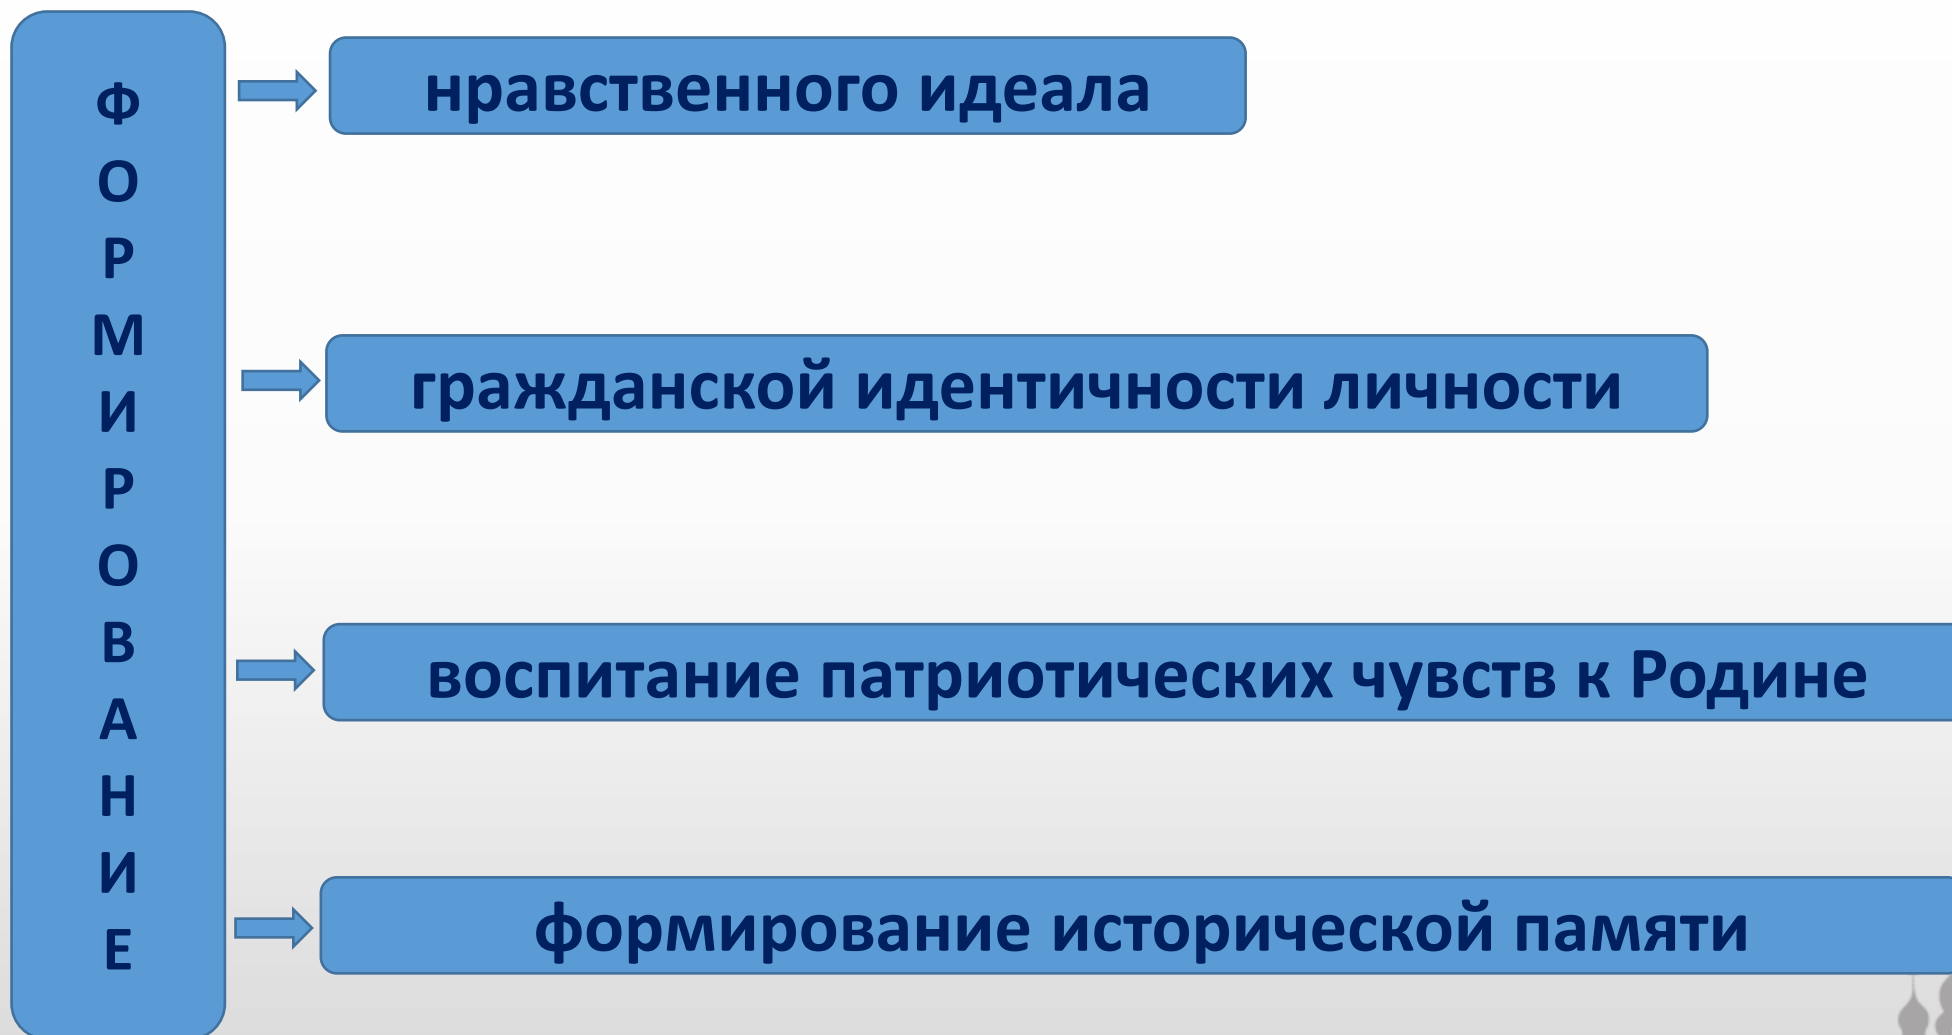 ФОРМИРОВАНИЕ
нравственного идеала
гражданской идентичности личности
воспитание патриотических чувств к Родине
формирование исторической памяти